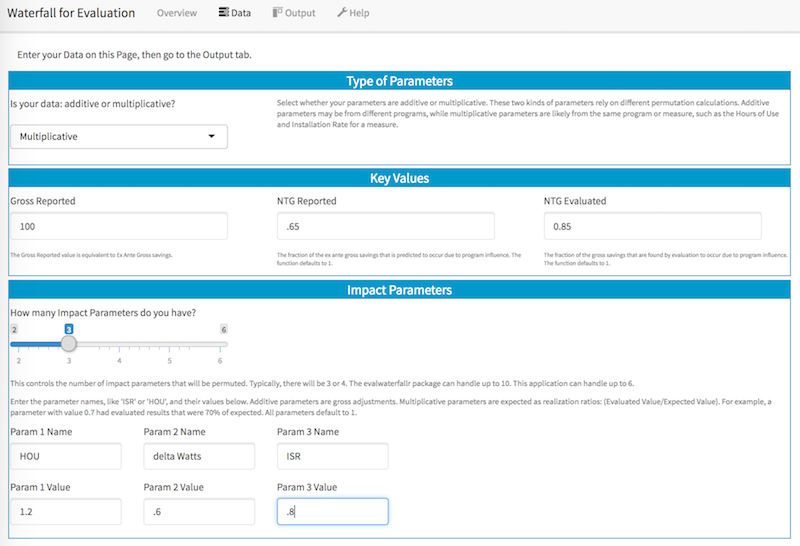 Waterfall for Evaluation Overview Data Output Help
Enter your Data on this Page, then go to the Output tab.
Type of Parameters
Is your data: additive or multiplicative?
Multiplicative
Select whether your parameters are additive or multiplicative. These two kinds of parameters rely on different permutation calculations. Additive
parameters may be from different programs, while multiplicative parameters are likely from the same program or measure, such as the Hours of Use
and Installation Rate for a measure.
Key Values
Gross Reported NTG Reported NTG Evaluated
100 .65 0.85
The Gross Reported value is equivalent to Ex Ante Gross savings.
The fraction of the ex ante gross savings that is predicted to occur due to program influence. The
function defaults to 1.
The fraction of the gross savings that are found by evaluation to occur due to program influence.
The function defaults to 1.
Impact Parameters
How many Impact Parameters do you have?
2 3 6
2 3 4 5 6
This controls the number of impact parameters that will be permuted. Typically, there will be 3 or 4. The evalwaterfallr package can handle up to 10. This application can handle up to 6.
Enter the parameter names, like 'ISR' or 'HOU', and their values below. Additive parameters are gross adjustments. Multiplicative parameters are expected as realization ratios: (Evaluated Value/Expected Value). For example, a
parameter with value 0.7 had evaluated results that were 70% of expected. All parameters default to 1.
Param 1 Name Param 2 Name Param 3 Name
HOU delta Watts ISR
Param 1 Value Param 2 Value Param 3 Value
1.2 .6 .8